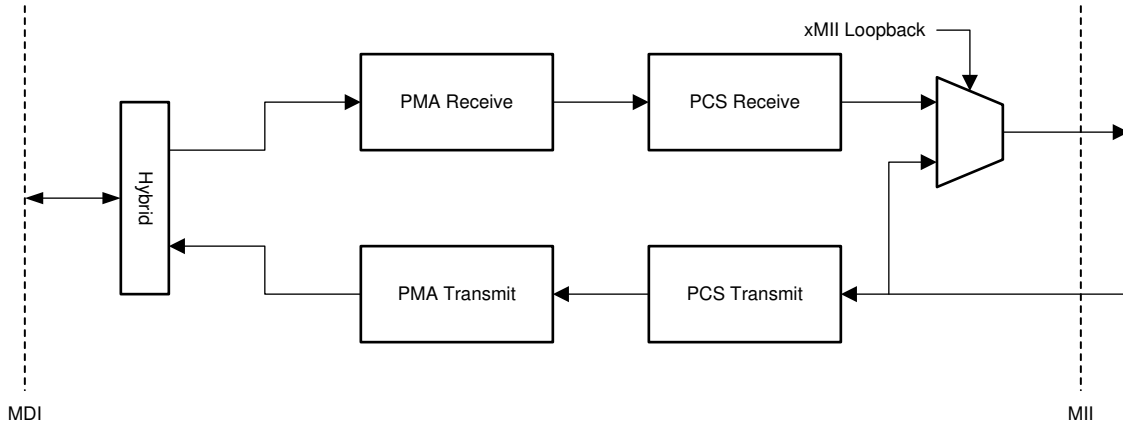 xMII Loopback
PMA Receive
PCS Receive
Hybrid
PMA Transmit
PCS Transmit
MDI
MII